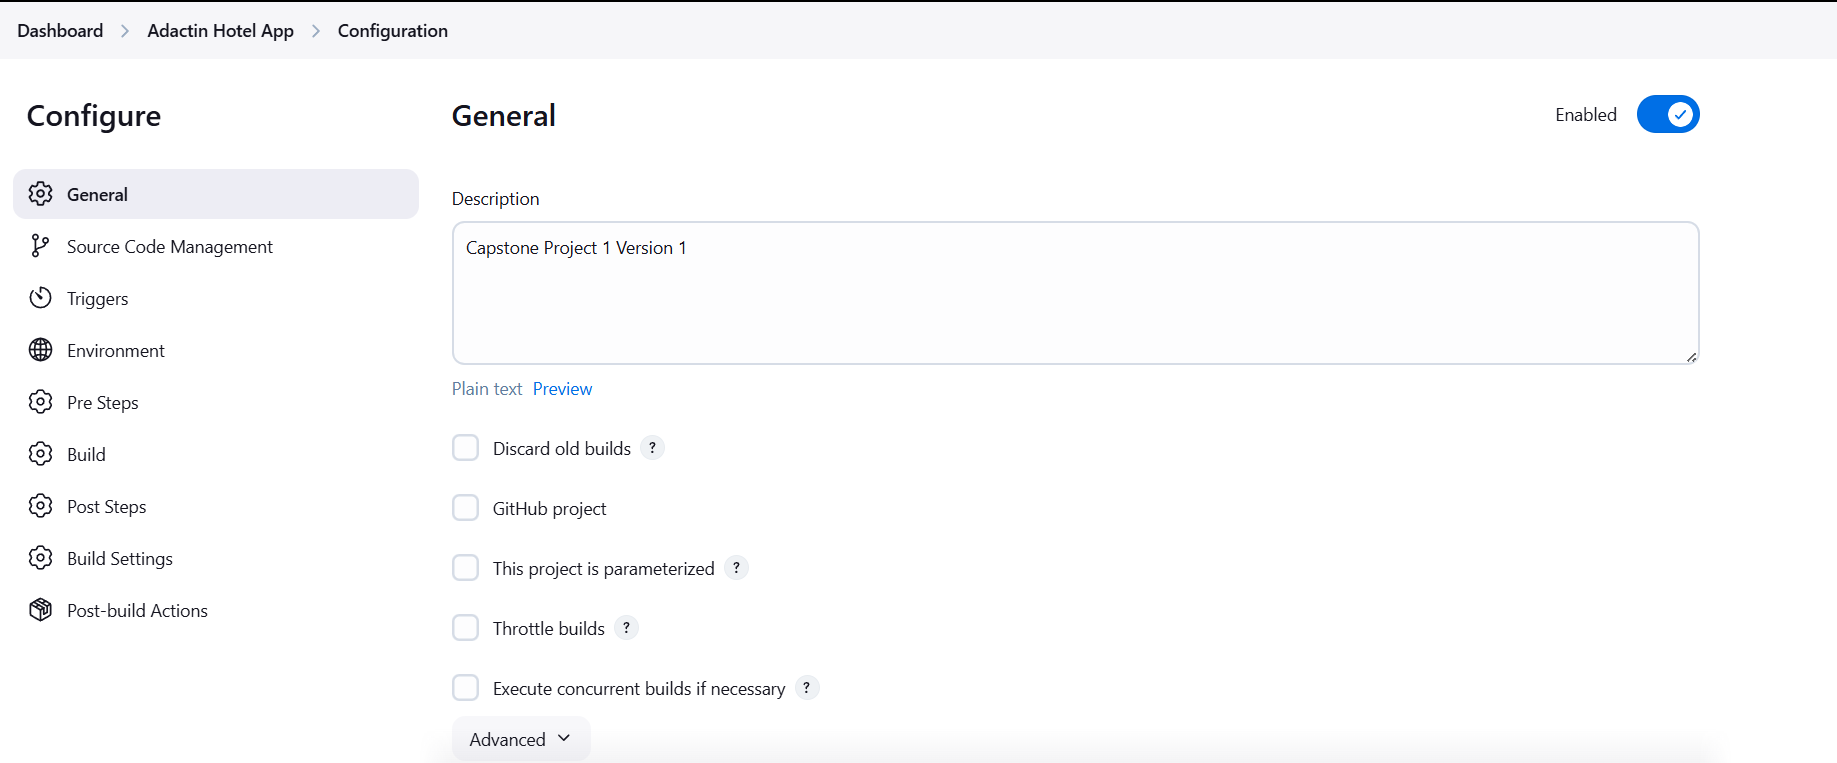 Dashboard > Adactin Hotel App > Configuration
Configure
General
Source Code Management
Triggers
Environment
Pre Steps
Build
Post Steps
Build Settings
Post-build Actions
General
Enabled
Description
Capstone Project 1 Version 1
Plain text Preview
Discard old builds ?
GitHub project
This project is parameterized ?
Throttle builds ?
Execute concurrent builds if necessary ?
Advanced